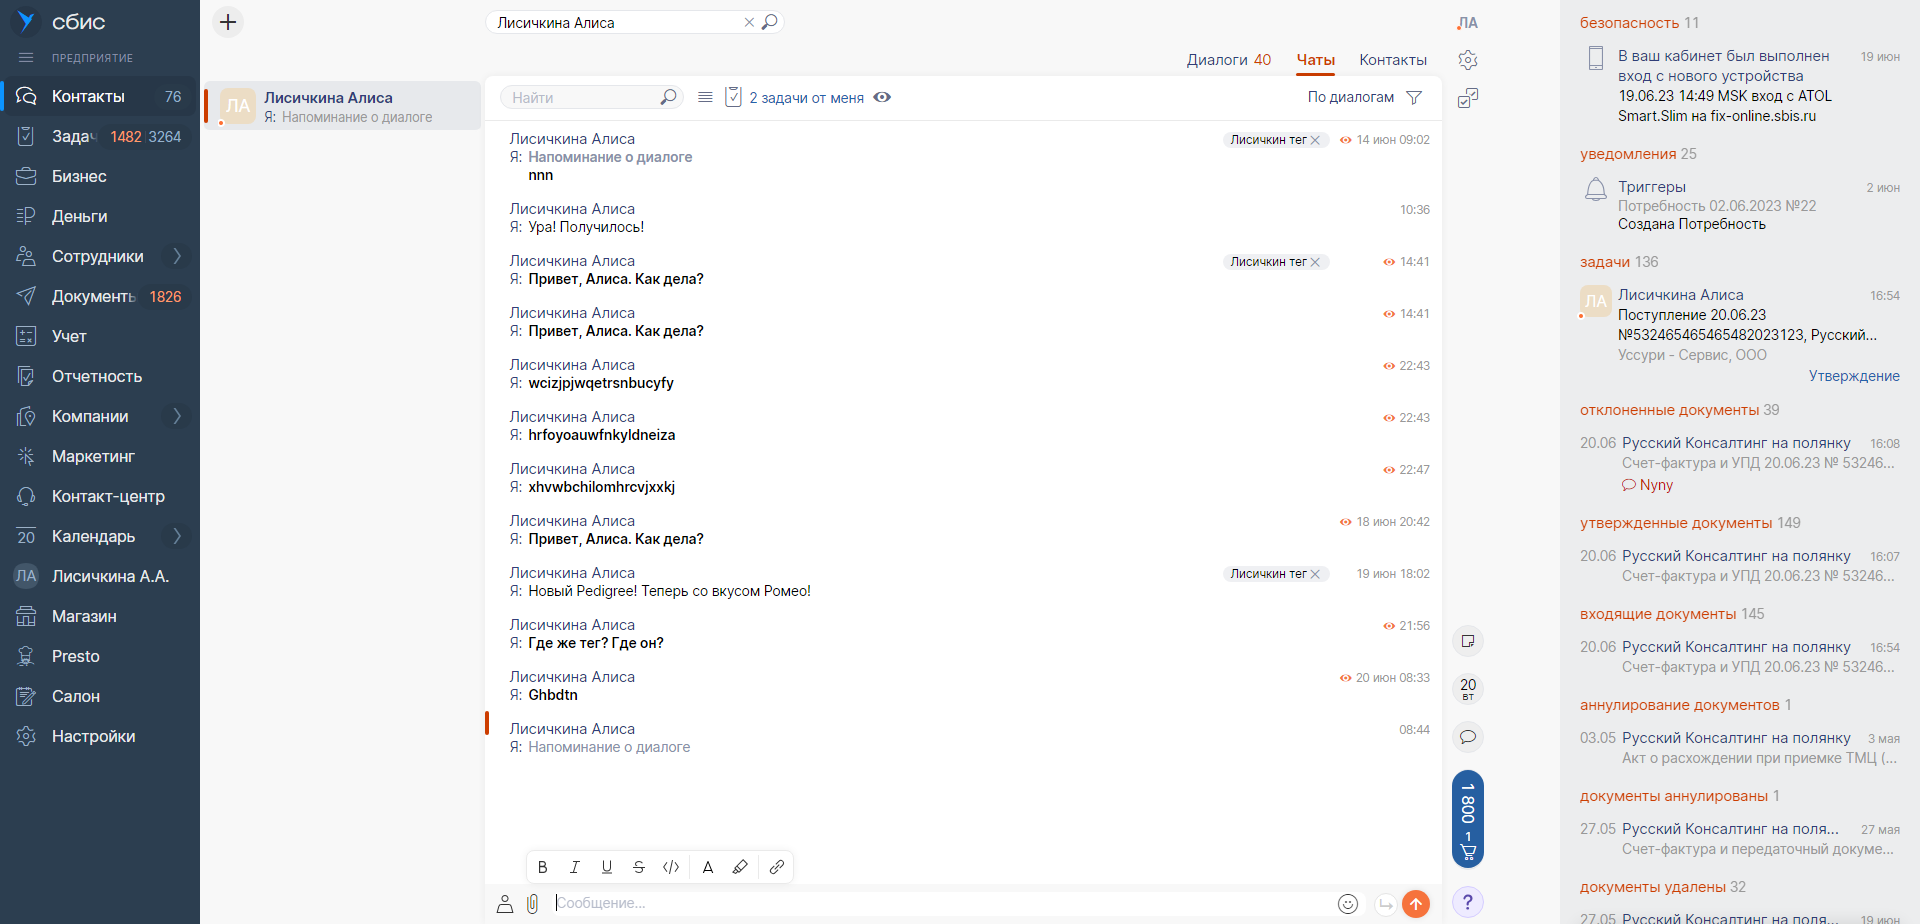 сбис
ПРЕДПРИЯТИЕ
Контакты 76
Задач 1482 3264
Бизнес
Деньги
Сотрудники
Документы 1826
Учет
Отчетность
Компании
Маркетинг
Контакт-центр
20 Календарь
ЛА Лисичкина А.А.
Магазин
Presto
Салон
Настройки
Лисичкина Алиса
ЛА Лисичкина Алиса
Я: Напоминание о диалоге
Диалоги 40 Чаты Контакты
Найти 2 задачи от меня По диалогам
Лисичкина Алиса Лисичкин тег 14 июн 09:02
Я: Напоминание о диалоге
nnn
Лисичкина Алиса 10:36
Я: Ура! Получилось!
Лисичкина Алиса Лисичкин тег 14:41
Я: Привет, Алиса. Как дела?
Лисичкина Алиса 14:41
Я: Привет, Алиса. Как дела?
Лисичкина Алиса 22:43
Я: wcizjpjwqetrsnbucyfy
Лисичкина Алиса 22:43
Я: hrfoyoauwfnkyldneiza
Лисичкина Алиса 22:47
Я: xhvwbchilomhrcvjxxkj
Лисичкина Алиса 18 июн 20:42
Я: Привет, Алиса. Как дела?
Лисичкина Алиса Лисичкин тег 19 июн 18:02
Я: Новый Pedigree! Теперь со вкусом Ромео!
Лисичкина Алиса 21:56
Я: Где же тег? Где он?
Лисичкина Алиса 20 июн 08:33
Я: Ghbdtn
Лисичкина Алиса 08:44
Я: Напоминание о диалоге
B I U S </> A
Сообщение...
ЛА
20
ВТ
1 800
1
?
безопасность 11
В ваш кабинет был выполнен 19 июн
вход с нового устройства
19.06.23 14:49 MSK вход с ATOL
Smart.Slim на fix-online.sbis.ru
уведомления 25
Триггеры 2 июн
Потребность 02.06.2023 №22
Создана Потребность
задачи 136
ЛА Лисичкина Алиса 16:54
Поступление 20.06.23
№532465465465482023123, Русский...
Уссури - Сервис, ООО
Утверждение
отклоненные документы 39
20.06 Русский Консалтинг на полянку 16:08
Счет-фактура и УПД 20.06.23 № 53246...
Nyny
утвержденные документы 149
20.06 Русский Консалтинг на полянку 16:07
Счет-фактура и УПД 20.06.23 № 53246...
входящие документы 145
20.06 Русский Консалтинг на полянку 16:54
Счет-фактура и УПД 20.06.23 № 53246...
аннулирование документов 1
03.05 Русский Консалтинг на полянку 3 мая
Акт о расхождении при приемке ТМЦ (...
документы аннулированы 1
27.05 Русский Консалтинг на поля... 27 мая
Счет-фактура и передаточный докуме...
документы удалены 32
27.05 Русский Консалтинг на поля... 19 июн